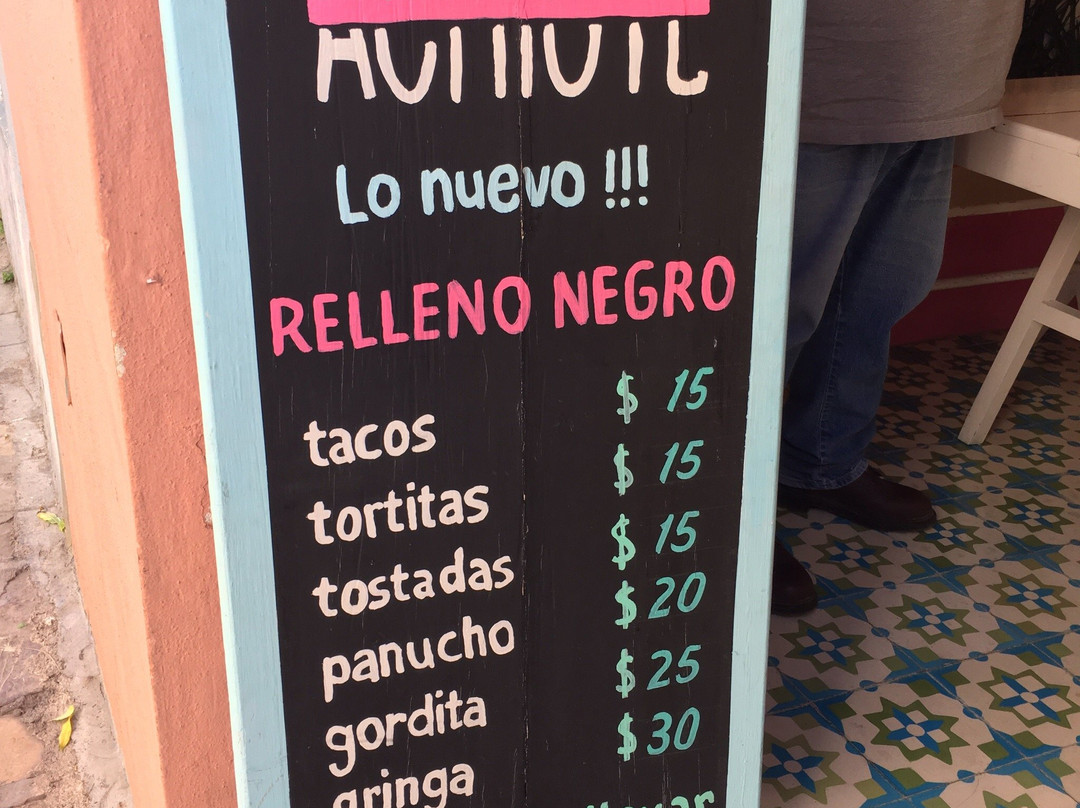 Lo nuevo !!!
RELLENO NEGRO
tacos $ 15
tortitas $ 15
tostadas $ 15
panucho $ 20
gordita $ 25
gringa $ 30